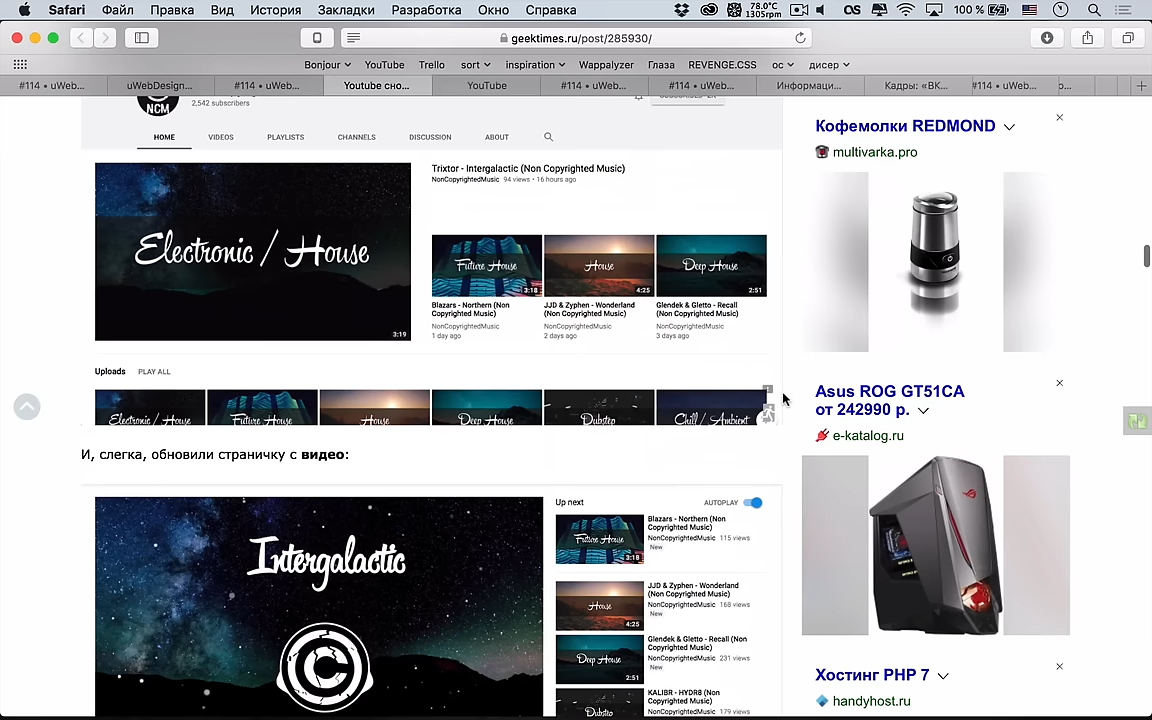 Safari Файл Правка Вид История Закладки Разработка Окно Справка
78.0°C
1305rpm
100 %
geektimes.ru/post/285930/
Bonjour YouTube Trello sort inspiration Wappalyzer Глаза REVENGE.CSS ос дисер
#114 • uWeb... uWebDesign... #114 • uWeb... Youtube сно... YouTube #114 • uWeb... #114 • uWeb... Информаци... Кадры: «ВК... #114 • uWeb...
NCM
2,542 subscribers
HOME VIDEOS PLAYLISTS CHANNELS DISCUSSION ABOUT
Electronic / House
3:19
Trixtor - Intergalactic (Non Copyrighted Music)
NonCopyrightedMusic 94 views • 16 hours ago
Future House
3:18
House
4:25
Deep House
2:51
Blazars - Northern (Non
Copyrighted Music)
NonCopyrightedMusic
1 day ago
JJD & Zyphen - Wonderland
(Non Copyrighted Music)
NonCopyrightedMusic
2 days ago
Glendek & Gletto - Recall
(Non Copyrighted Music)
NonCopyrightedMusic
3 days ago
Uploads PLAY ALL
Electronic / House Future House House Deep House Dubstep Chill / Ambient
И, слегка, обновили страничку с видео:
Intergalactic
Up next AUTOPLAY
Future House
3:18
Blazars - Northern (Non
Copyrighted Music)
NonCopyrightedMusic 115 views
New
House
4:25
JJD & Zyphen - Wonderland
(Non Copyrighted Music)
NonCopyrightedMusic 168 views
New
Deep House
2:51
Glendek & Gletto - Recall (Non
Copyrighted Music)
NonCopyrightedMusic 231 views
New
Dubstep
KALIBR - HYDR8 (Non
Copyrighted Music)
NonCopyrightedMusic 179 views
Кофемолки REDMOND
multivarka.pro
Asus ROG GT51CA
от 242990 р.
e-katalog.ru
Хостинг PHP 7
handyhost.ru